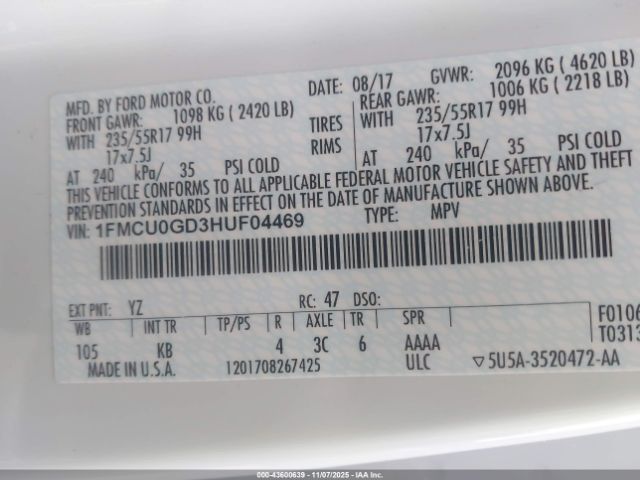 MFD. BY FORD MOTOR CO. DATE: 08/17 GVWR: 2096 KG ( 4620 LB)
FRONT GAWR: 1098 KG ( 2420 LB) REAR GAWR: 1006 KG ( 2218 LB)
WITH 235/55R17 99H TIRES WITH 235/55R17 99H
17x7.5J RIMS 17x7.5J
AT 240 kPa/ 35 PSI COLD AT 240 kPa/ 35 PSI COLD
THIS VEHICLE CONFORMS TO ALL APPLICABLE FEDERAL MOTOR VEHICLE SAFETY AND THEFT
PREVENTION STANDARDS IN EFFECT ON THE DATE OF MANUFACTURE SHOWN ABOVE.
VIN: 1FMCU0GD3HUF04469 TYPE: MPV
EXT PNT: YZ RC: 47 DSO:
WB INT TR TP/PS R AXLE TR SPR
105 KB 4 3C 6 AAAA
MADE IN U.S.A. 1201708267425 ULC
F0106
T0313
▽5U5A-3520472-AA
000-43600639 - 11/07/2025 - IAA Inc.